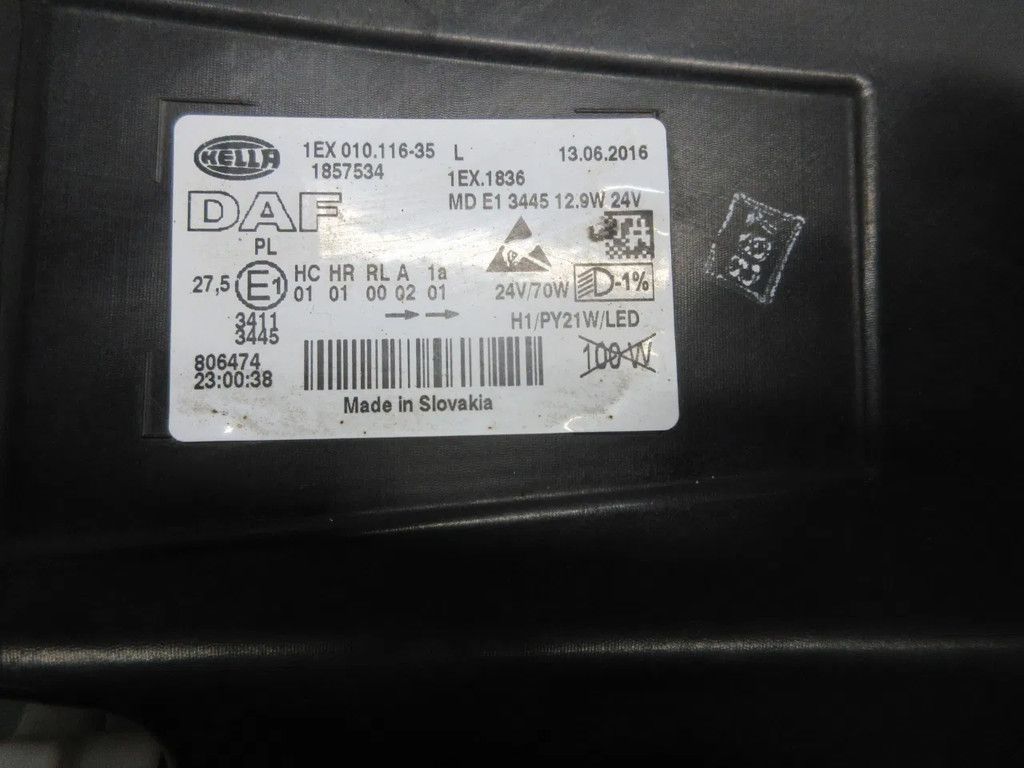 HELLA
1EX 010.116-35 L 13.06.2016
1857534 1EX.1836
MD E1 3445 12.9W 24V
DAF
PL
27,5 E1 HC HR RL A 1a
01 01 00 02 01
24V/70W -1%
3411
3445
H1/PY21W/LED
806474
23:00:38
100 W
Made in Slovakia